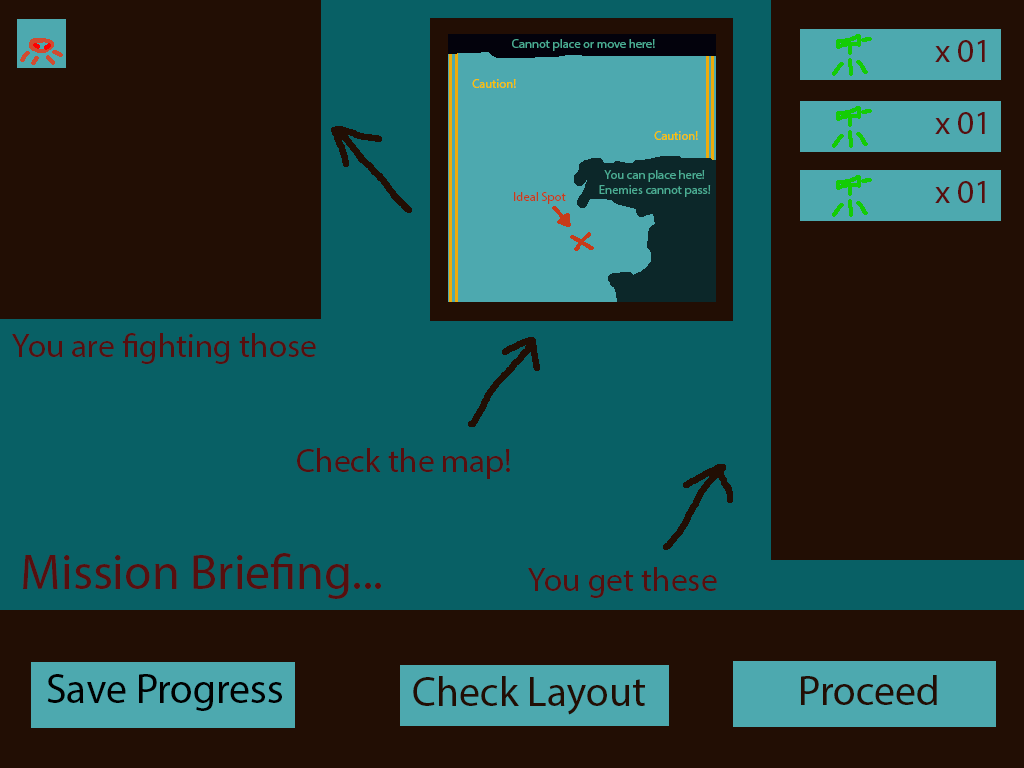 Cannot place or move here!
Caution!
Caution!
You can place here!
Enemies cannot pass!
Ideal Spot
x 01
x 01
x 01
You are fighting those
Check the map!
You get these
Mission Briefing...
Save Progress
Check Layout
Proceed